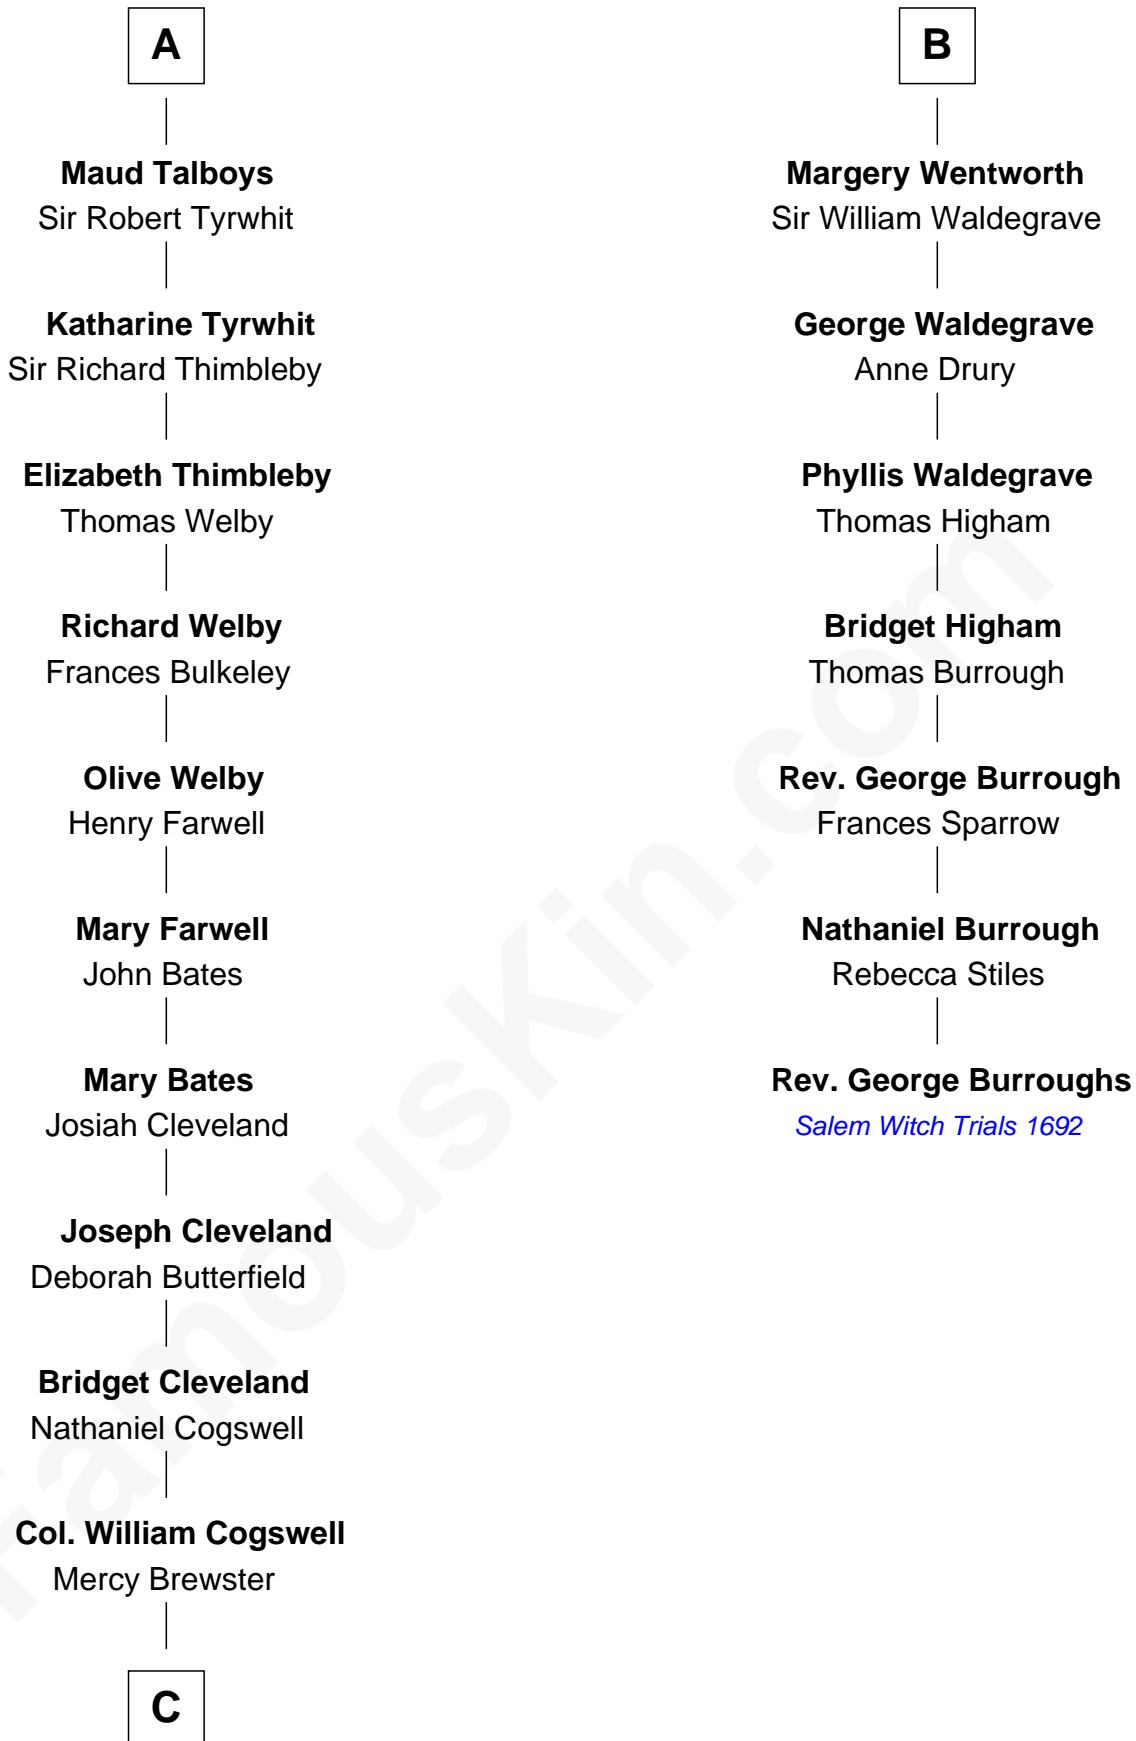 A
Maud Talboys
Sir Robert Tyrwhit
Katharine Tyrwhit
Sir Richard Thimbleby
Elizabeth Thimbleby
Thomas Welby
Richard Welby
Frances Bulkeley
Olive Welby
Henry Farwell
Mary Farwell
John Bates
Mary Bates
Josiah Cleveland
Joseph Cleveland
Deborah Butterfield
Bridget Cleveland
Nathaniel Cogswell
Col. William Cogswell
Mercy Brewster
C
B
Margery Wentworth
Sir William Waldegrave
George Waldegrave
Anne Drury
Phyllis Waldegrave
Thomas Higham
Bridget Higham
Thomas Burrough
Rev. George Burrough
Frances Sparrow
Nathaniel Burrough
Rebecca Stiles
Rev. George Burroughs
Salem Witch Trials 1692
FamousKin.com